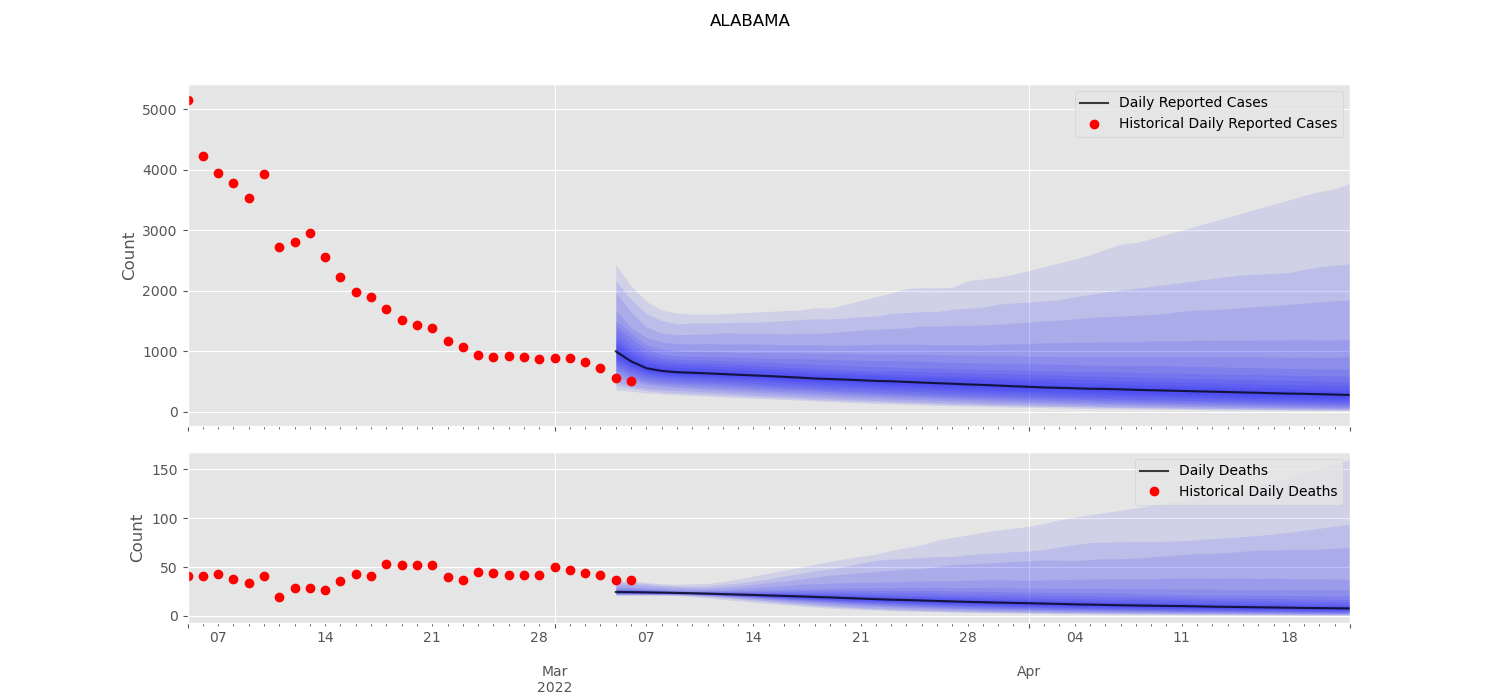 ALABAMA
5000
4000
3000
2000
1000
0
Count
Daily Reported Cases
Historical Daily Reported Cases
150
100
50
0
Count
Daily Deaths
Historical Daily Deaths
07 14 21 28 07 14 21 28 04 11 18
Mar Apr
2022